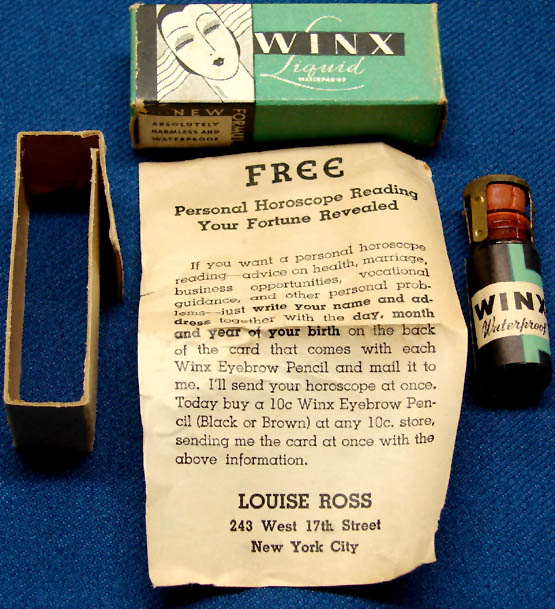 WINX
Liquid
WATERPROOF
NEW
FORMULA
ABSOLUTELY
HARMLESS AND
WATERPROOF
FREE
Personal Horoscope Reading
Your Fortune Revealed
If you want a personal horoscope
reading—advice on health, marriage,
business opportunities, vocational
guidance, and other personal prob-
lems—just write your name and ad-
dress together with the day, month
and year of your birth on the back
of the card that comes with each
Winx Eyebrow Pencil and mail it to
me. I'll send your horoscope at once.
Today buy a 10c Winx Eyebrow Pen-
cil (Black or Brown) at any 10c. store,
sending me the card at once with the
above information.
LOUISE ROSS
243 West 17th Street
New York City
WINX
Waterproof